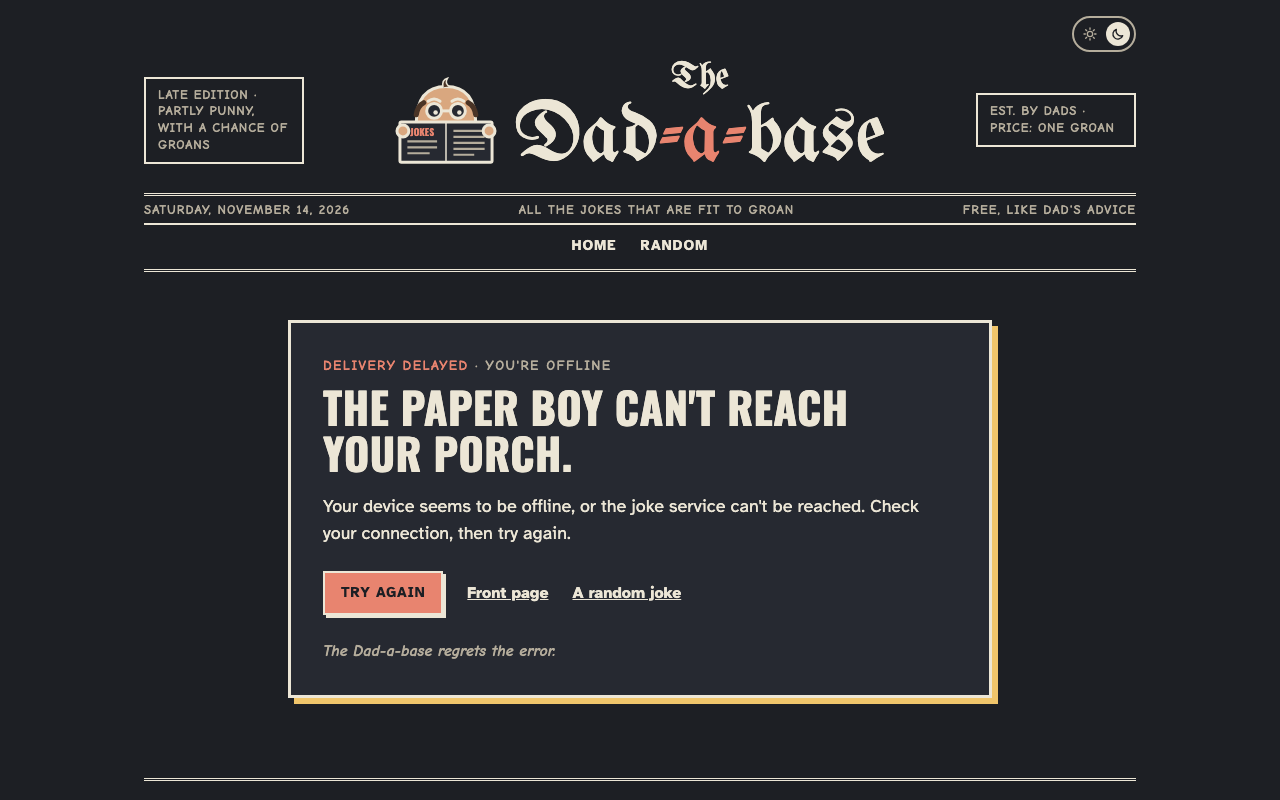 LATE EDITION ·
PARTLY PUNNY,
WITH A CHANCE OF
GROANS
JOKES
The
Dad=a=base
EST. BY DADS ·
PRICE: ONE GROAN
SATURDAY, NOVEMBER 14, 2026
ALL THE JOKES THAT ARE FIT TO GROAN
FREE, LIKE DAD'S ADVICE
HOME
RANDOM
DELIVERY DELAYED · YOU'RE OFFLINE
THE PAPER BOY CAN'T REACH
YOUR PORCH.
Your device seems to be offline, or the joke service can't be reached. Check
your connection, then try again.
TRY AGAIN
Front page
A random joke
The Dad-a-base regrets the error.